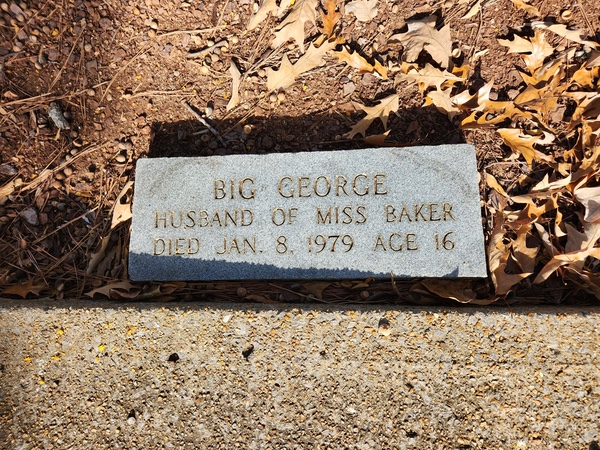 BIG GEORGE
HUSBAND OF MISS BAKER
DIED JAN. 8, 1979 AGE 16